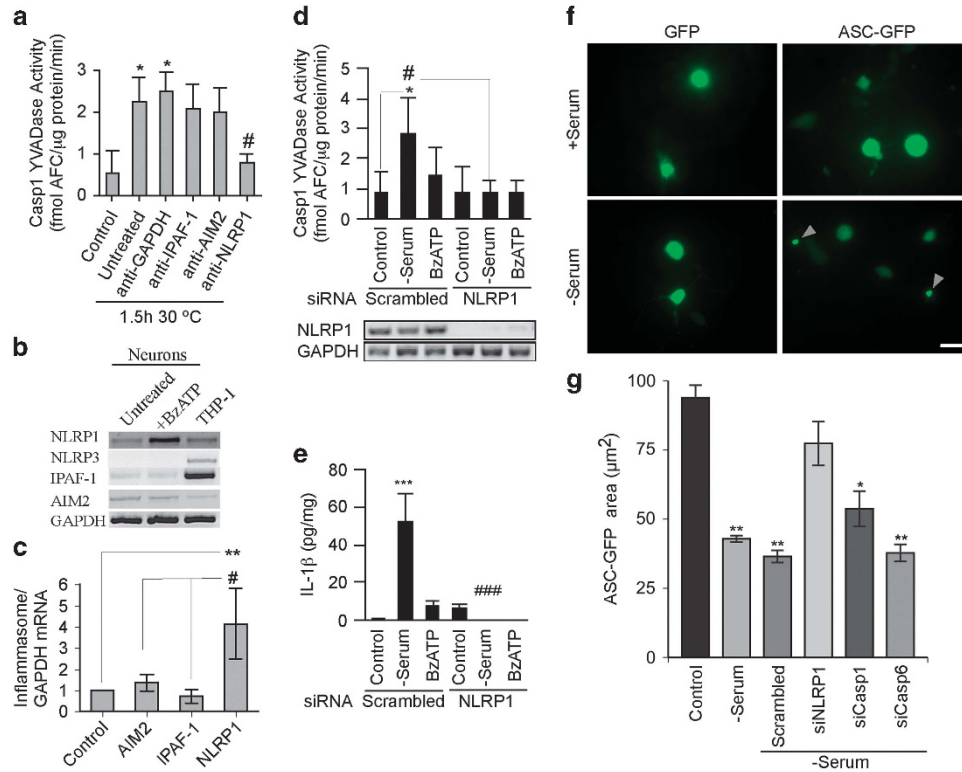 a
Casp1 YVADase Activity
(fmol AFC/µg protein/min)
3
2
1
0
*
*
#
Control
Untreated
anti-GAPDH
anti-IPAF-1
anti-AIM2
anti-NLRP1
1.5h 30 °C
b
Neurons
Untreated
+BzATP
THP-1
NLRP1
NLRP3
IPAF-1
AIM2
GAPDH
c
Inflammasome/
GAPDH mRNA
6
5
4
3
2
1
0
**
#
Control
AIM2
IPAF-1
NLRP1
d
Casp1 YVADase Activity
(fmol AFC/µg protein/min)
5
4
3
2
1
0
#
*
Control
-Serum
BzATP
Control
-Serum
BzATP
siRNA Scrambled NLRP1
NLRP1
GAPDH
e
IL-1β (pg/mg)
80
60
40
20
0
***
###
Control
-Serum
BzATP
Control
-Serum
BzATP
siRNA Scrambled NLRP1
f
GFP ASC-GFP
+Serum
-Serum
g
ASC-GFP area (µm²)
100
75
50
25
0
**
**
*
**
Control
-Serum
Scrambled
siNLRP1
siCasp1
siCasp6
-Serum